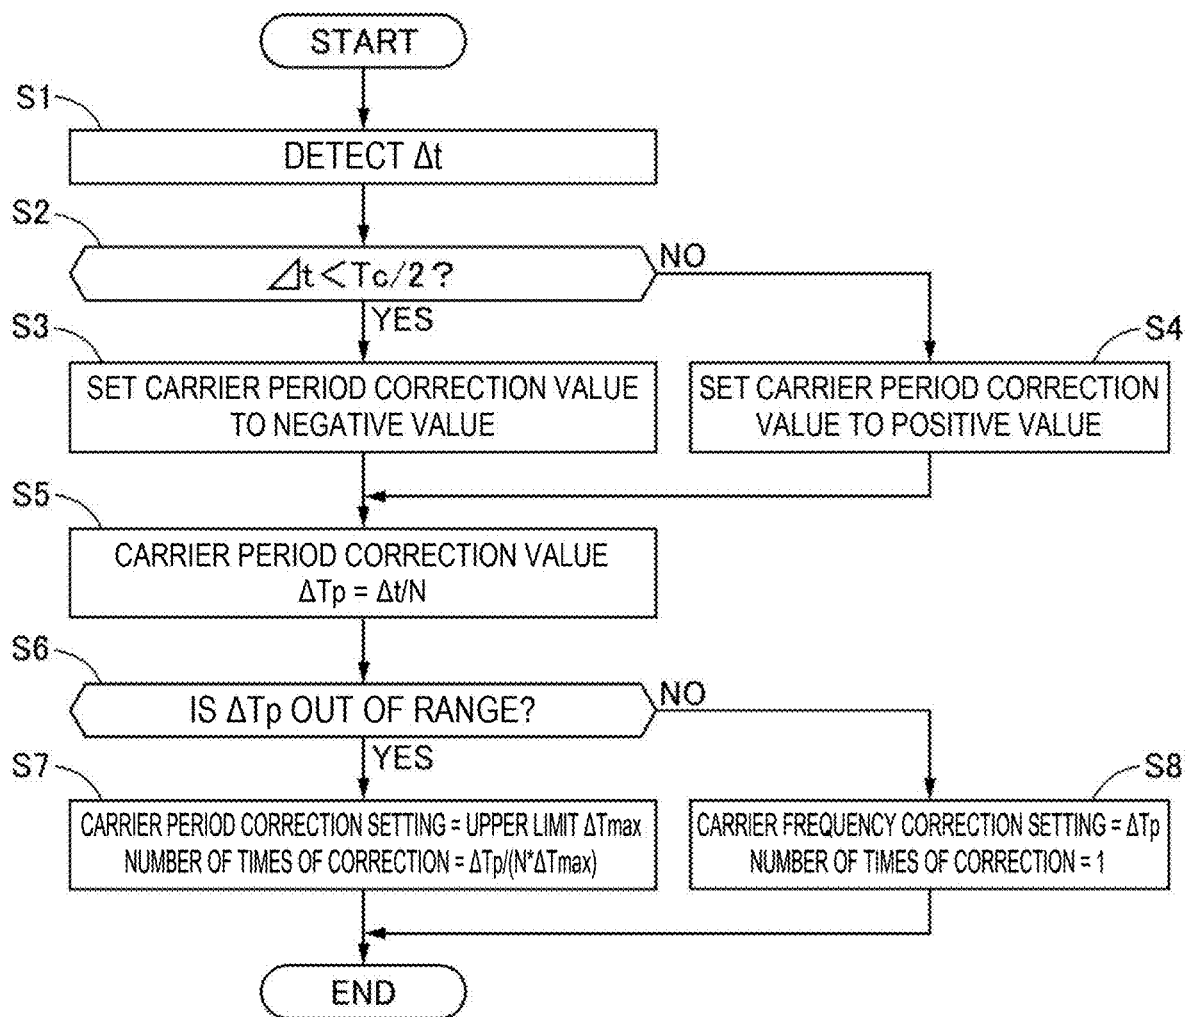 START
S1
DETECT Δt
S2
Δt<Tc/2?
NO
YES
S3
SET CARRIER PERIOD CORRECTION VALUE
TO NEGATIVE VALUE
S4
SET CARRIER PERIOD CORRECTION
VALUE TO POSITIVE VALUE
S5
CARRIER PERIOD CORRECTION VALUE
ΔTp = Δt/N
S6
IS ΔTp OUT OF RANGE?
NO
YES
S7
CARRIER PERIOD CORRECTION SETTING = UPPER LIMIT ΔTmax
NUMBER OF TIMES OF CORRECTION = ΔTp/(N*ΔTmax)
S8
CARRIER FREQUENCY CORRECTION SETTING = ΔTp
NUMBER OF TIMES OF CORRECTION = 1
END